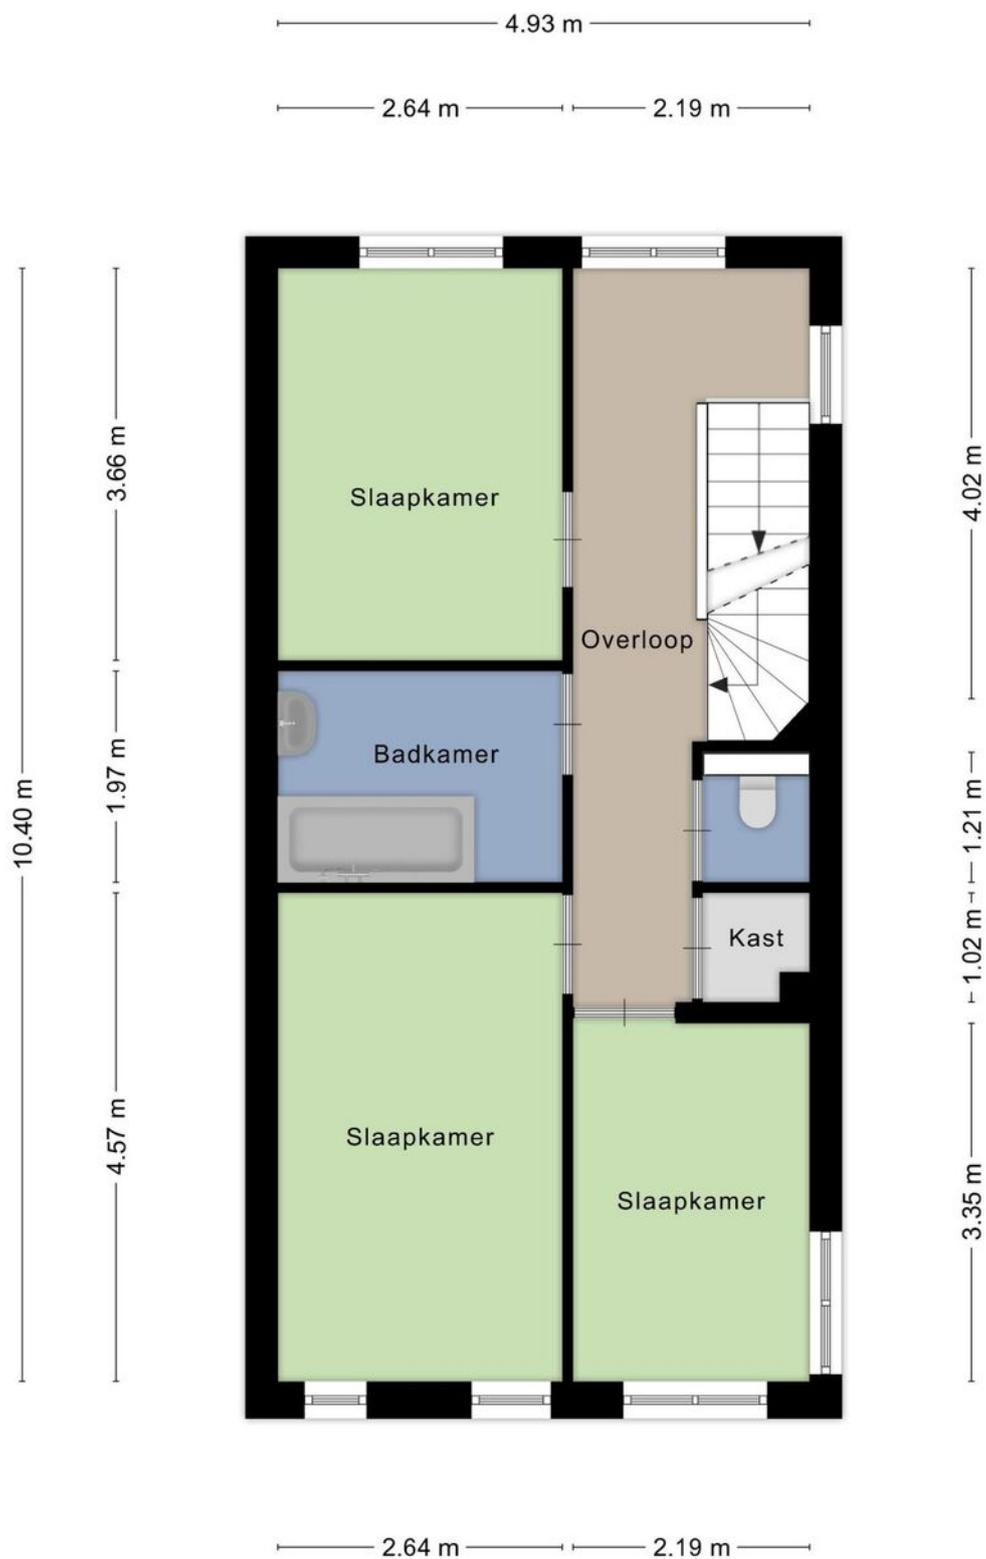 4.93 m
2.64 m
2.19 m
3.66 m
4.02 m
Slaapkamer
Overloop
Badkamer
1.97 m
10.40 m
1.21 m
Kast
1.02 m
Slaapkamer
4.57 m
Slaapkamer
3.35 m
2.64 m
2.19 m